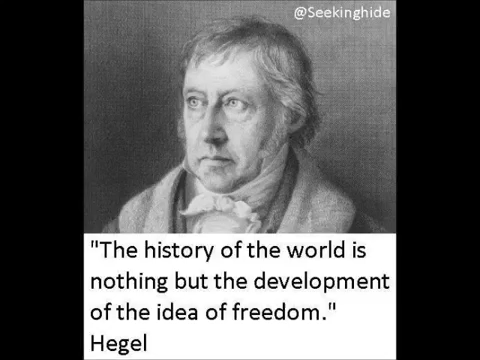 @Seekinghide
"The history of the world is
nothing but the development
of the idea of freedom."
Hegel